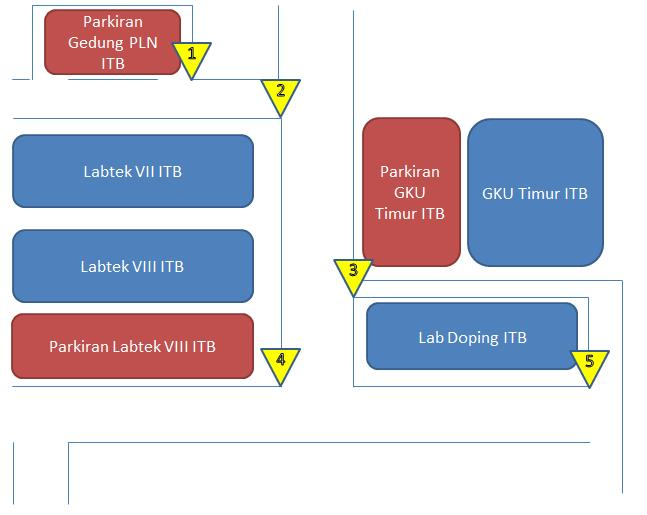 Parkiran
Gedung PLN
ITB
1
2
Labtek VII ITB
Parkiran
GKU
Timur ITB
GKU Timur ITB
Labtek VIII ITB
3
Parkiran Labtek VIII ITB
4
Lab Doping ITB
5